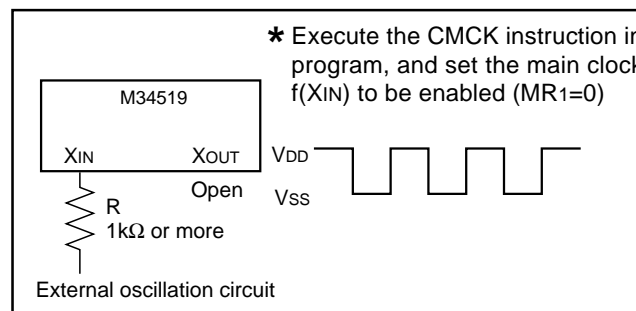 * Execute the CMCK instruction in
program, and set the main clock
f(XIN) to be enabled (MR1=0)
M34519
XIN XOUT
VDD
Open
VSS
R
1kΩ or more
External oscillation circuit